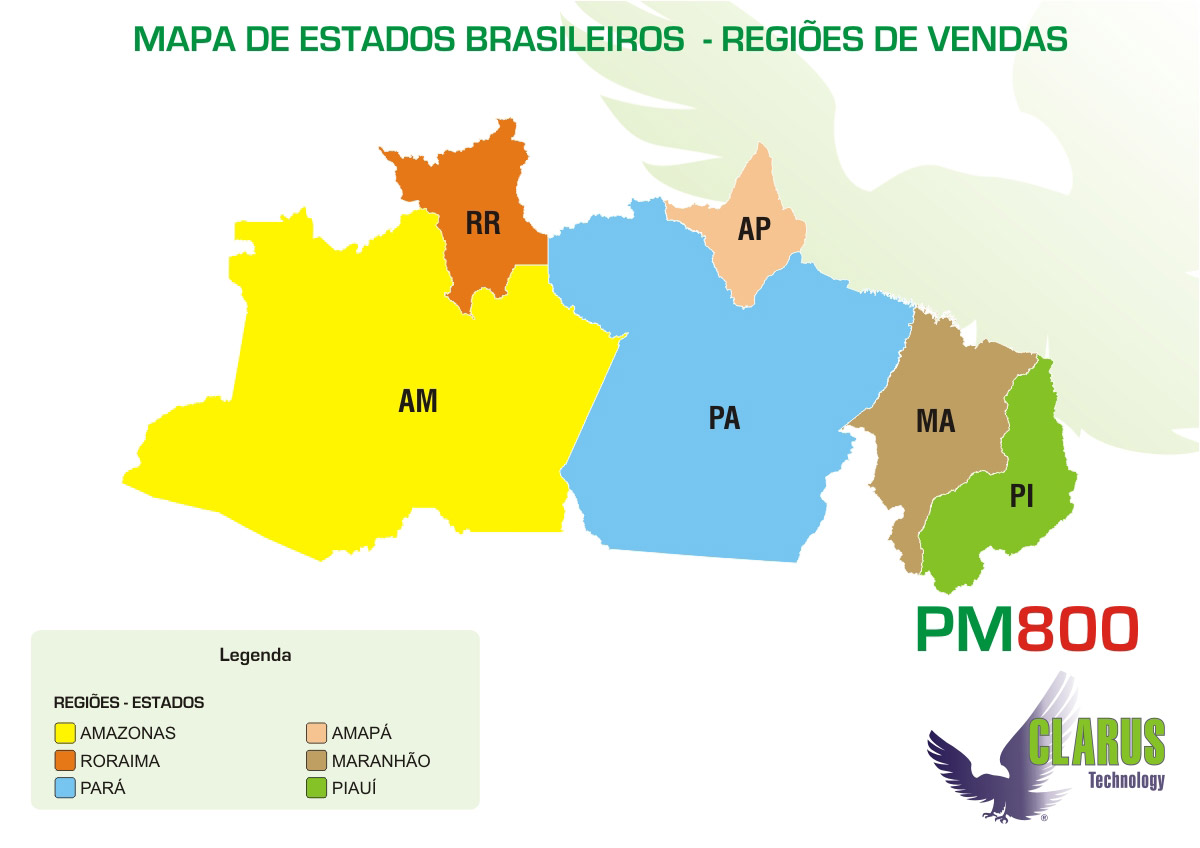 MAPA DE ESTADOS BRASILEIROS - REGIÕES DE VENDAS
RR
AP
AM
PA
MA
PI
PM800
Legenda
REGIÕES - ESTADOS
AMAZONAS
RORAIMA
PARÁ
AMAPÁ
MARANHÃO
PIAUÍ
CLARUS
Technology
®